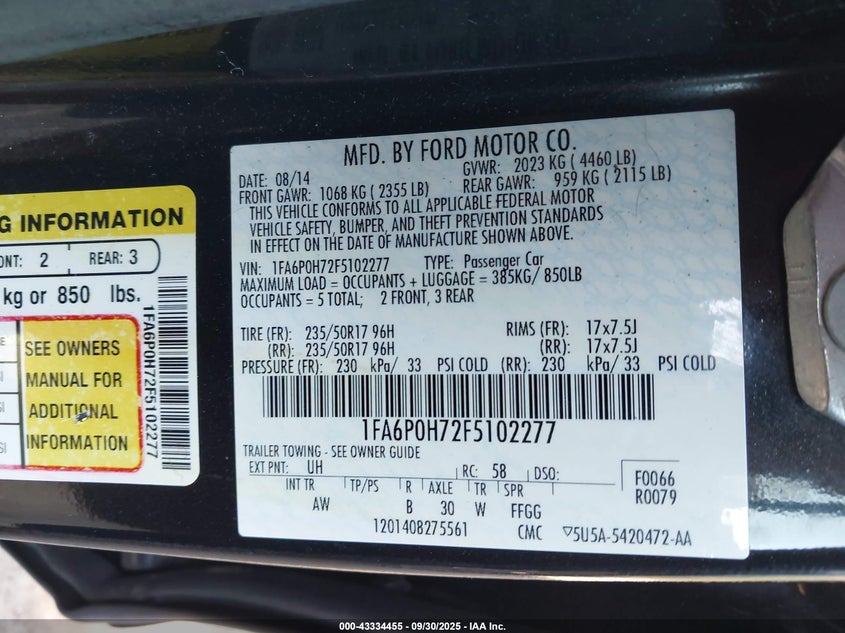 G INFORMATION
ONT: 2 REAR: 3
kg or 850 lbs.
SEE OWNERS
MANUAL FOR
ADDITIONAL
INFORMATION
1FA6P0H72F5102277
MFD. BY FORD MOTOR CO.
DATE: 08/14 GVWR: 2023 KG ( 4460 LB)
FRONT GAWR: 1068 KG ( 2355 LB) REAR GAWR: 959 KG ( 2115 LB)
THIS VEHICLE CONFORMS TO ALL APPLICABLE FEDERAL MOTOR
VEHICLE SAFETY, BUMPER, AND THEFT PREVENTION STANDARDS
IN EFFECT ON THE DATE OF MANUFACTURE SHOWN ABOVE.
VIN: 1FA6P0H72F5102277 TYPE: Passenger Car
MAXIMUM LOAD = OCCUPANTS + LUGGAGE = 385KG/ 850LB
OCCUPANTS = 5 TOTAL; 2 FRONT, 3 REAR
TIRE (FR): 235/50R17 96H RIMS (FR): 17x7.5J
(RR): 235/50R17 96H (RR): 17x7.5J
PRESSURE (FR): 230 kPa/ 33 PSI COLD (RR): 230 kPa/ 33 PSI COLD
1FA6P0H72F5102277
TRAILER TOWING - SEE OWNER GUIDE
EXT PNT: UH RC: 58 DSO: F0066
INT TR TP/PS R AXLE TR SPR R0079
AW B 30 W FFGG
1201408275561 CMC ▽5U5A-5420472-AA
000-43334455 - 09/30/2025 - IAA Inc.